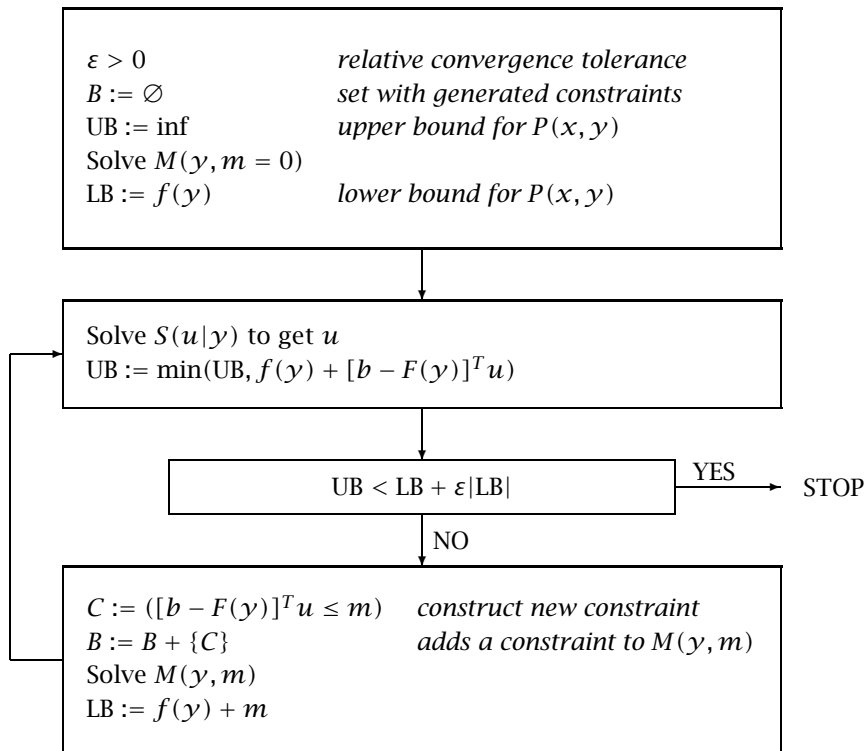 ε > 0 relative convergence tolerance
B := ∅ set with generated constraints
UB := inf upper bound for P(x, y)
Solve M(y, m = 0)
LB := f(y) lower bound for P(x, y)
Solve S(u|y) to get u
UB := min(UB, f(y) + [b − F(y)]ᵀu)
UB < LB + ε|LB|
YES
STOP
NO
C := ([b − F(y)]ᵀu ≤ m) construct new constraint
B := B + {C} adds a constraint to M(y, m)
Solve M(y, m)
LB := f(y) + m